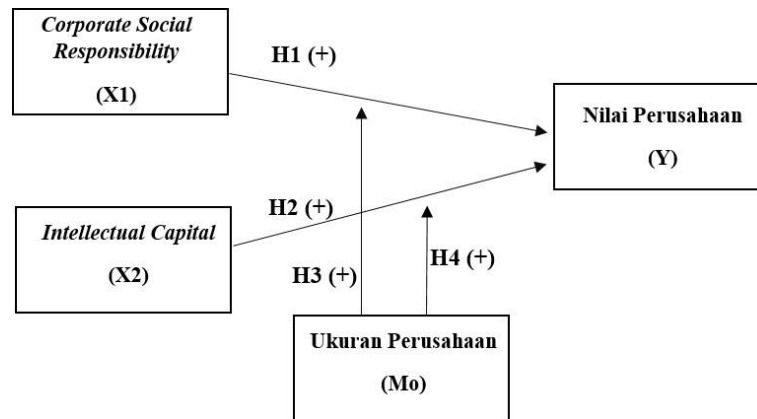 Corporate Social
Responsibility
(X1)
H1 (+)
Nilai Perusahaan
(Y)
Intellectual Capital
(X2)
H2 (+)
H3 (+)
H4 (+)
Ukuran Perusahaan
(Mo)